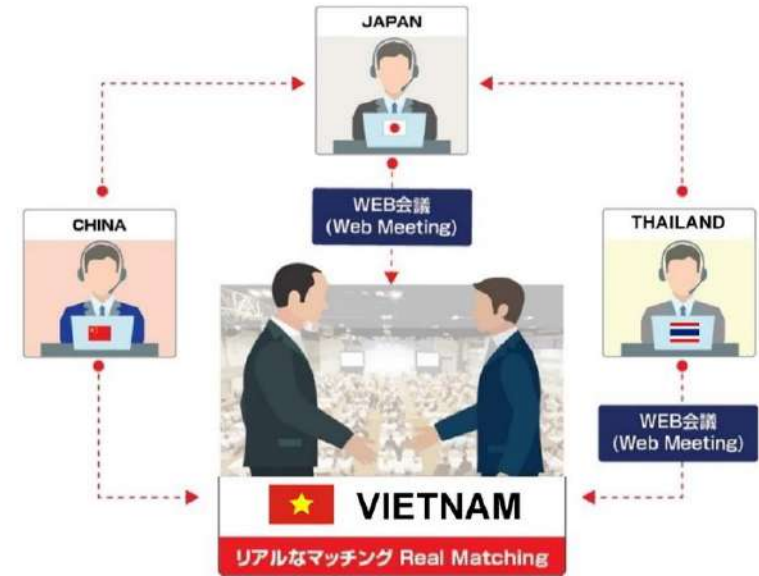 JAPAN
WEB会議
(Web Meeting)
CHINA
THAILAND
WEB会議
(Web Meeting)
VIETNAM
リアルなマッチング Real Matching